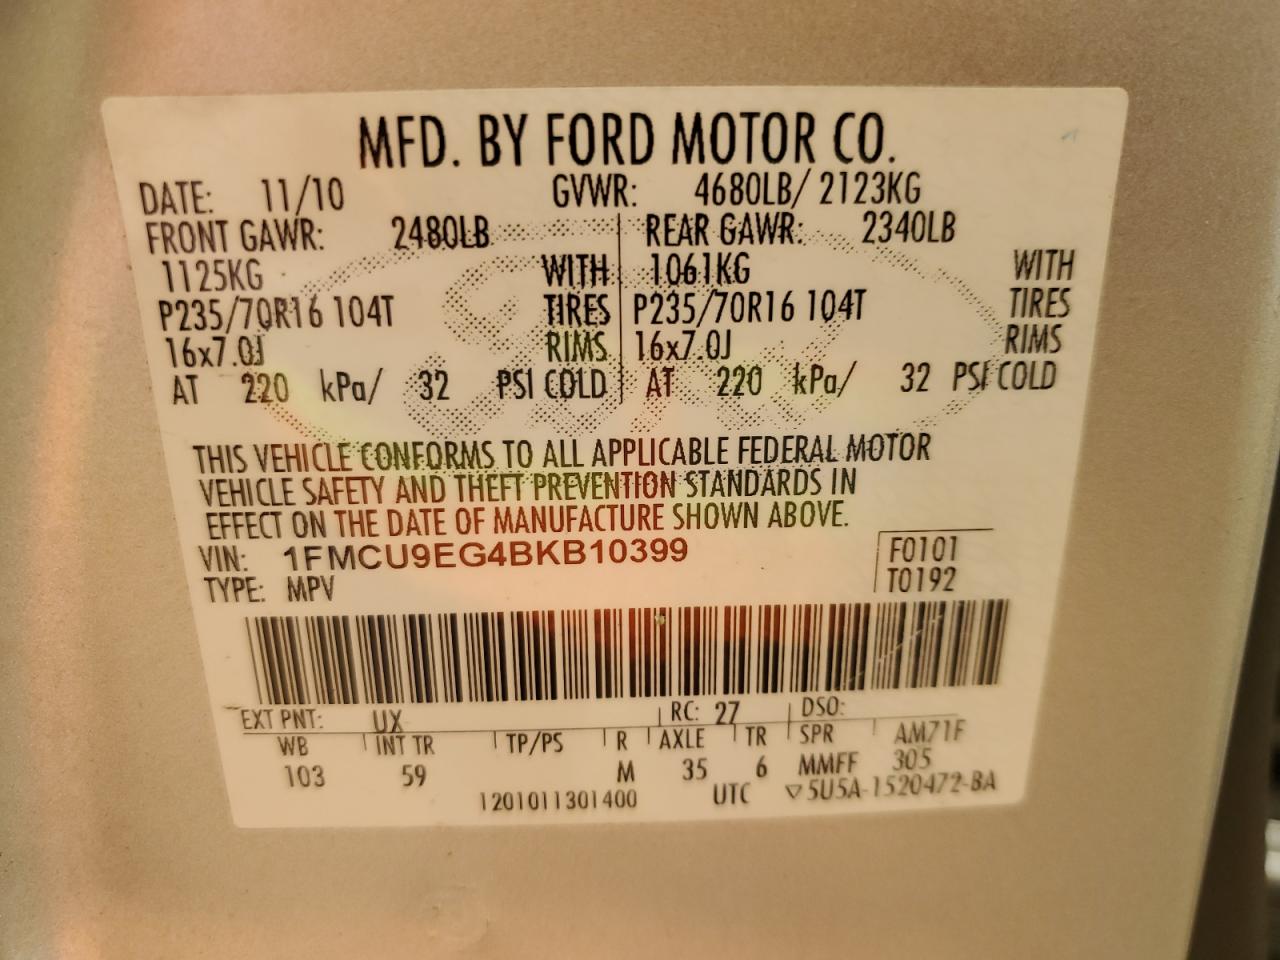 MFD. BY FORD MOTOR CO.
DATE: 11/10 GVWR: 4680LB/ 2123KG
FRONT GAWR: 2480LB REAR GAWR: 2340LB
1125KG WITH 1061KG WITH
P235/70R16 104T TIRES P235/70R16 104T TIRES
16x7.0J RIMS 16x7.0J RIMS
AT 220 kPa/ 32 PSI COLD AT 220 kPa/ 32 PSI COLD
THIS VEHICLE CONFORMS TO ALL APPLICABLE FEDERAL MOTOR
VEHICLE SAFETY AND THEFT PREVENTION STANDARDS IN
EFFECT ON THE DATE OF MANUFACTURE SHOWN ABOVE.
VIN: 1FMCU9EG4BKB10399 F0101
TYPE: MPV T0192
EXT PNT: UX RC: 27 DSO:
WB INT TR TP/PS R AXLE TR SPR AM71F
103 59 M 35 6 MMFF 305
1201011301400 UTC ▽5U5A-1520472-BA